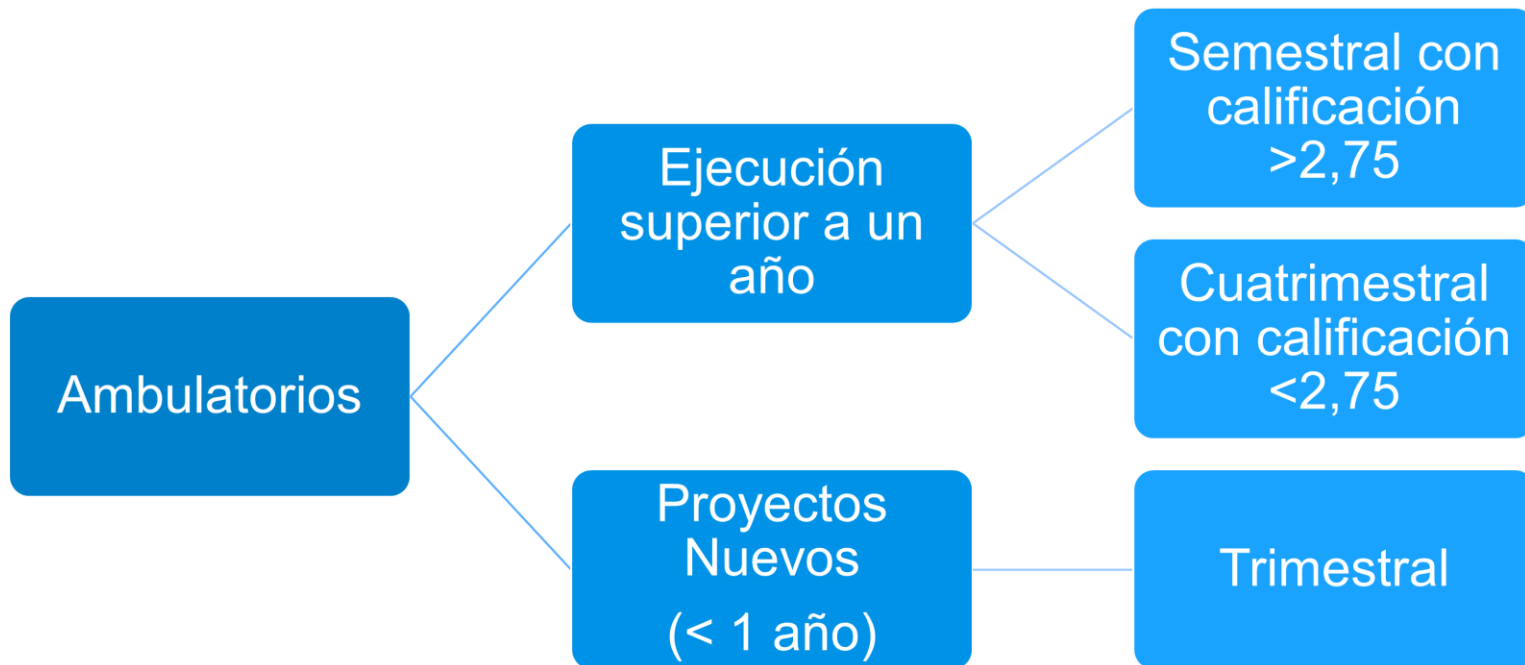 Ambulatorios
Ejecución
superior a un
año
Semestral con
calificación
>2,75
Cuatrimestral
con calificación
<2,75
Proyectos
Nuevos
(< 1 año)
Trimestral